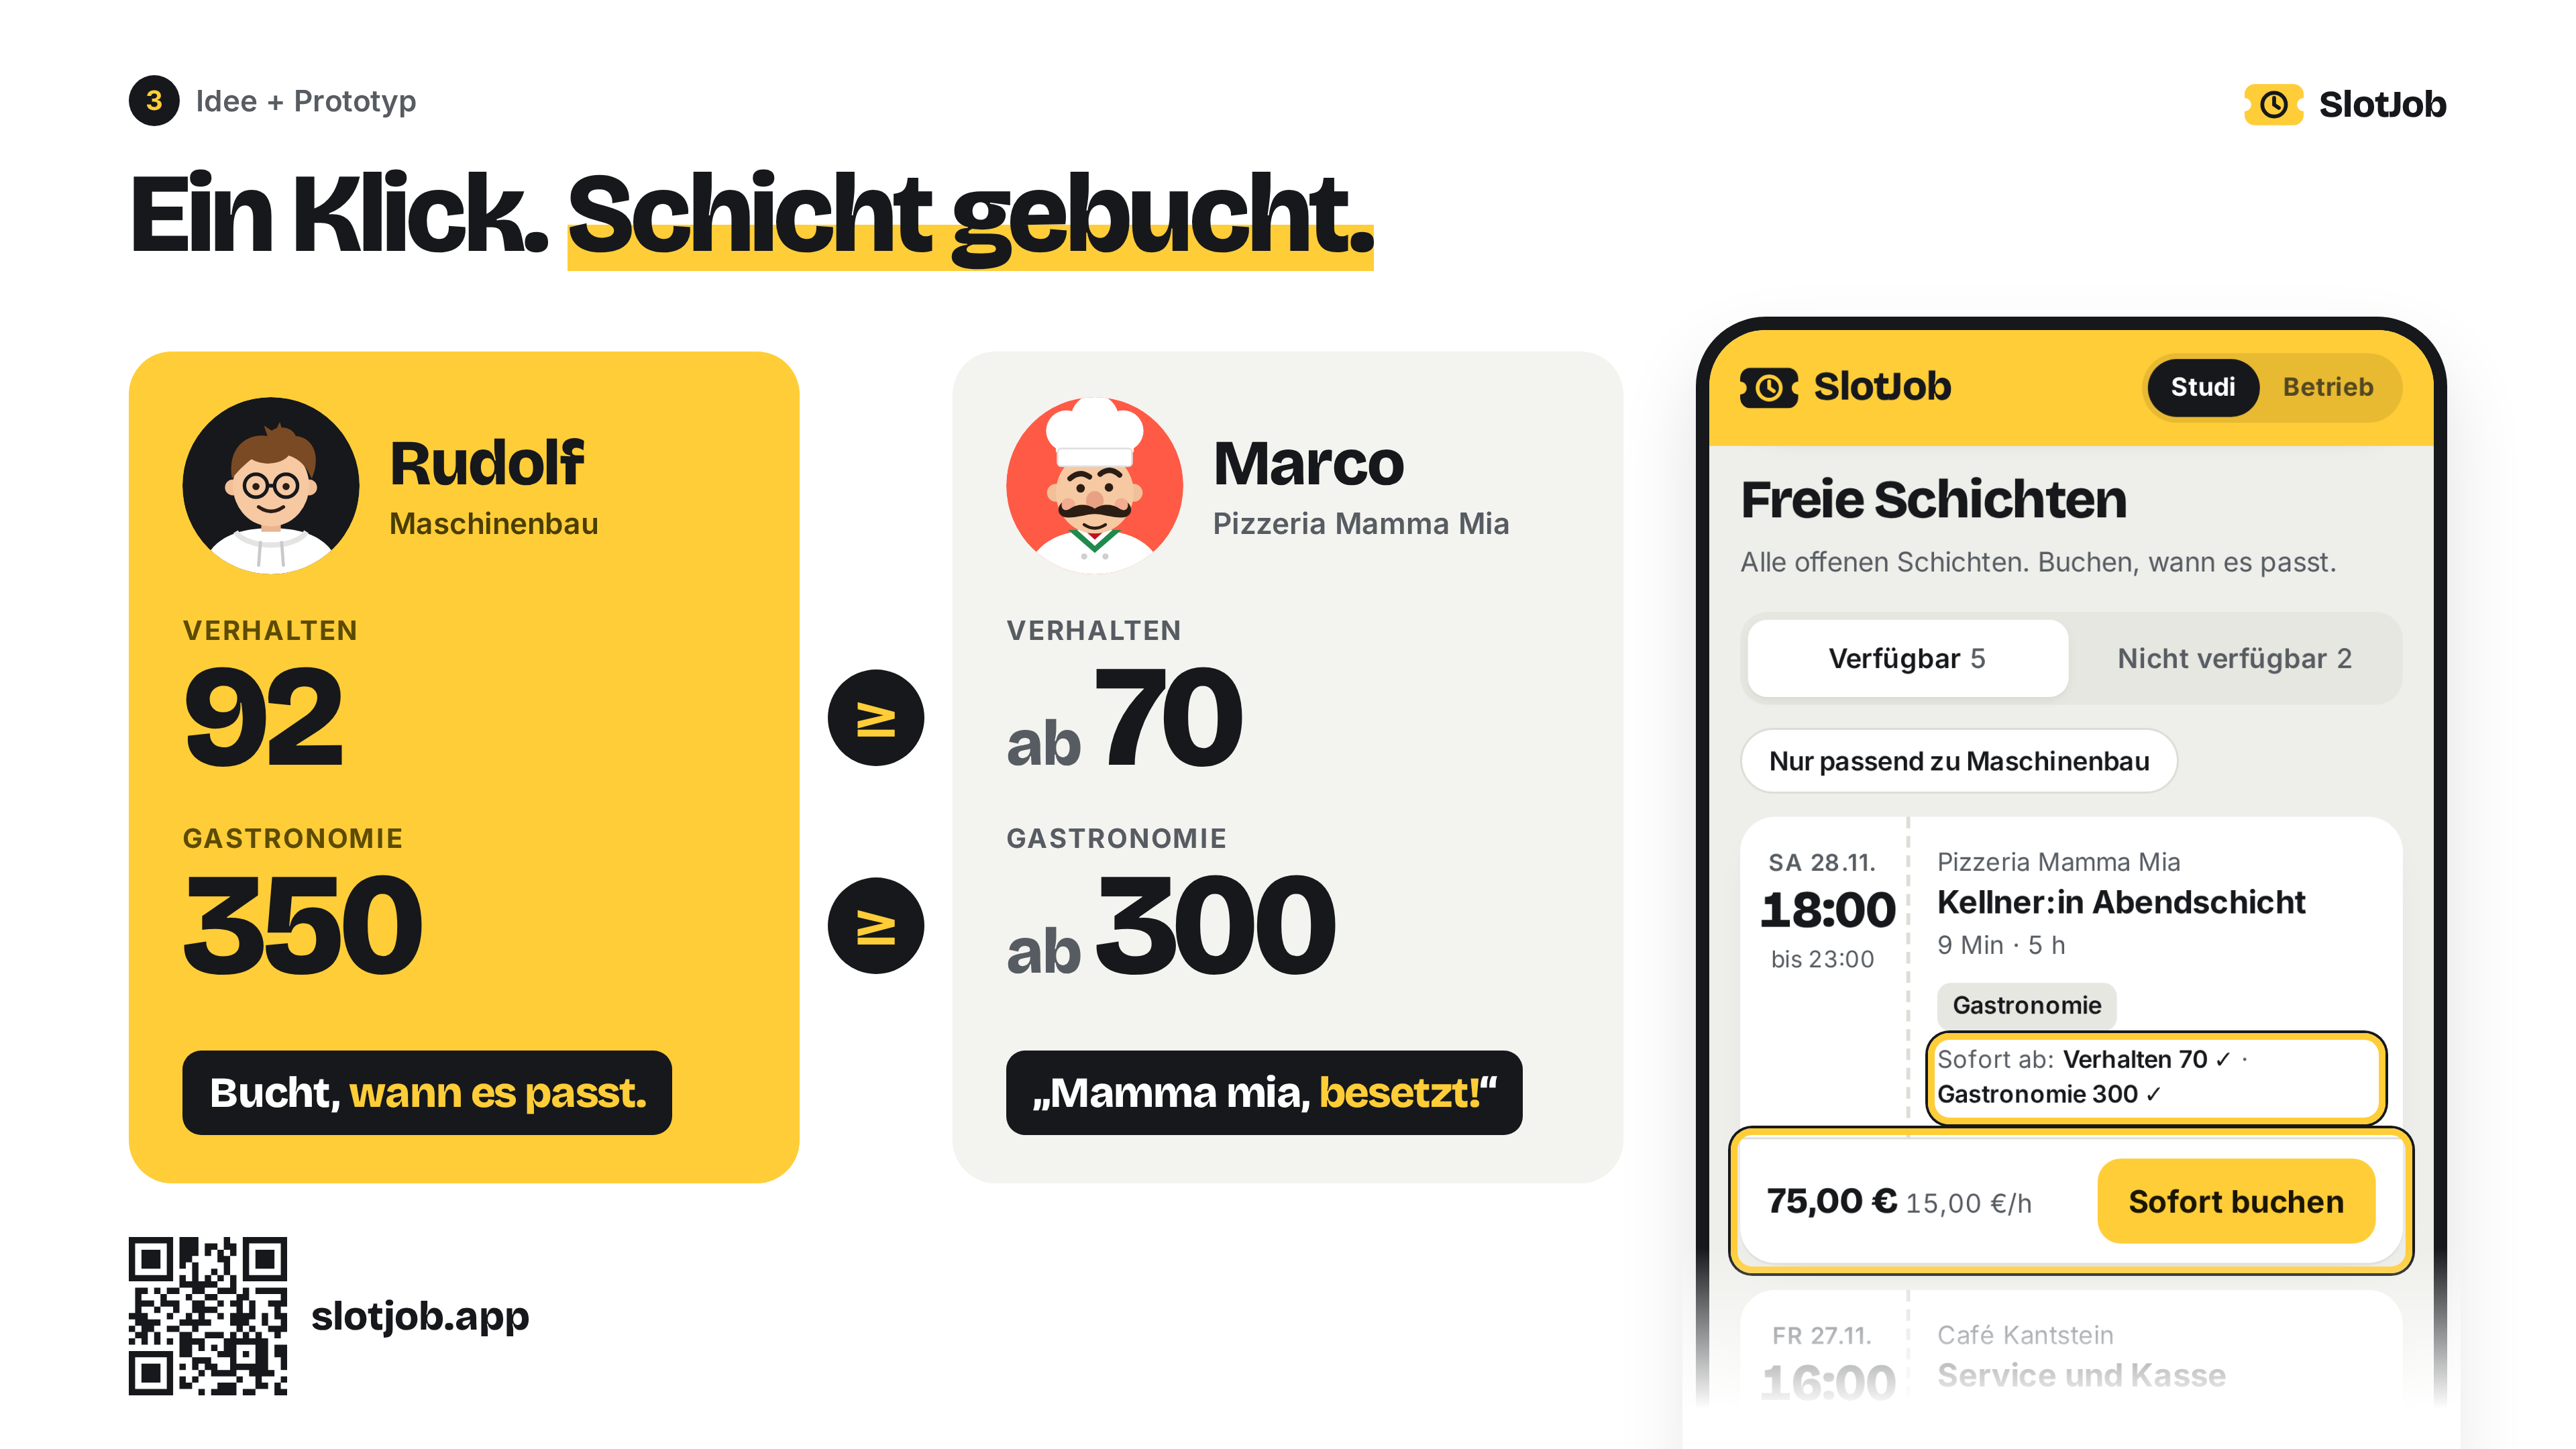 3 Idee + Prototyp
SlotJob
Ein Klick. Schicht gebucht.
Rudolf
Maschinenbau
VERHALTEN
92
GASTRONOMIE
350
Bucht, wann es passt.
≥
≥
Marco
Pizzeria Mamma Mia
VERHALTEN
ab 70
GASTRONOMIE
ab 300
„Mamma mia, besetzt!“
slotjob.app
SlotJob
Studi Betrieb
Freie Schichten
Alle offenen Schichten. Buchen, wann es passt.
Verfügbar 5 Nicht verfügbar 2
Nur passend zu Maschinenbau
SA 28.11.
18:00
bis 23:00
Pizzeria Mamma Mia
Kellner:in Abendschicht
9 Min · 5 h
Gastronomie
Sofort ab: Verhalten 70 ✓ ·
Gastronomie 300 ✓
75,00 € 15,00 €/h
Sofort buchen
FR 27.11.
16:00
Café Kantstein
Service und Kasse